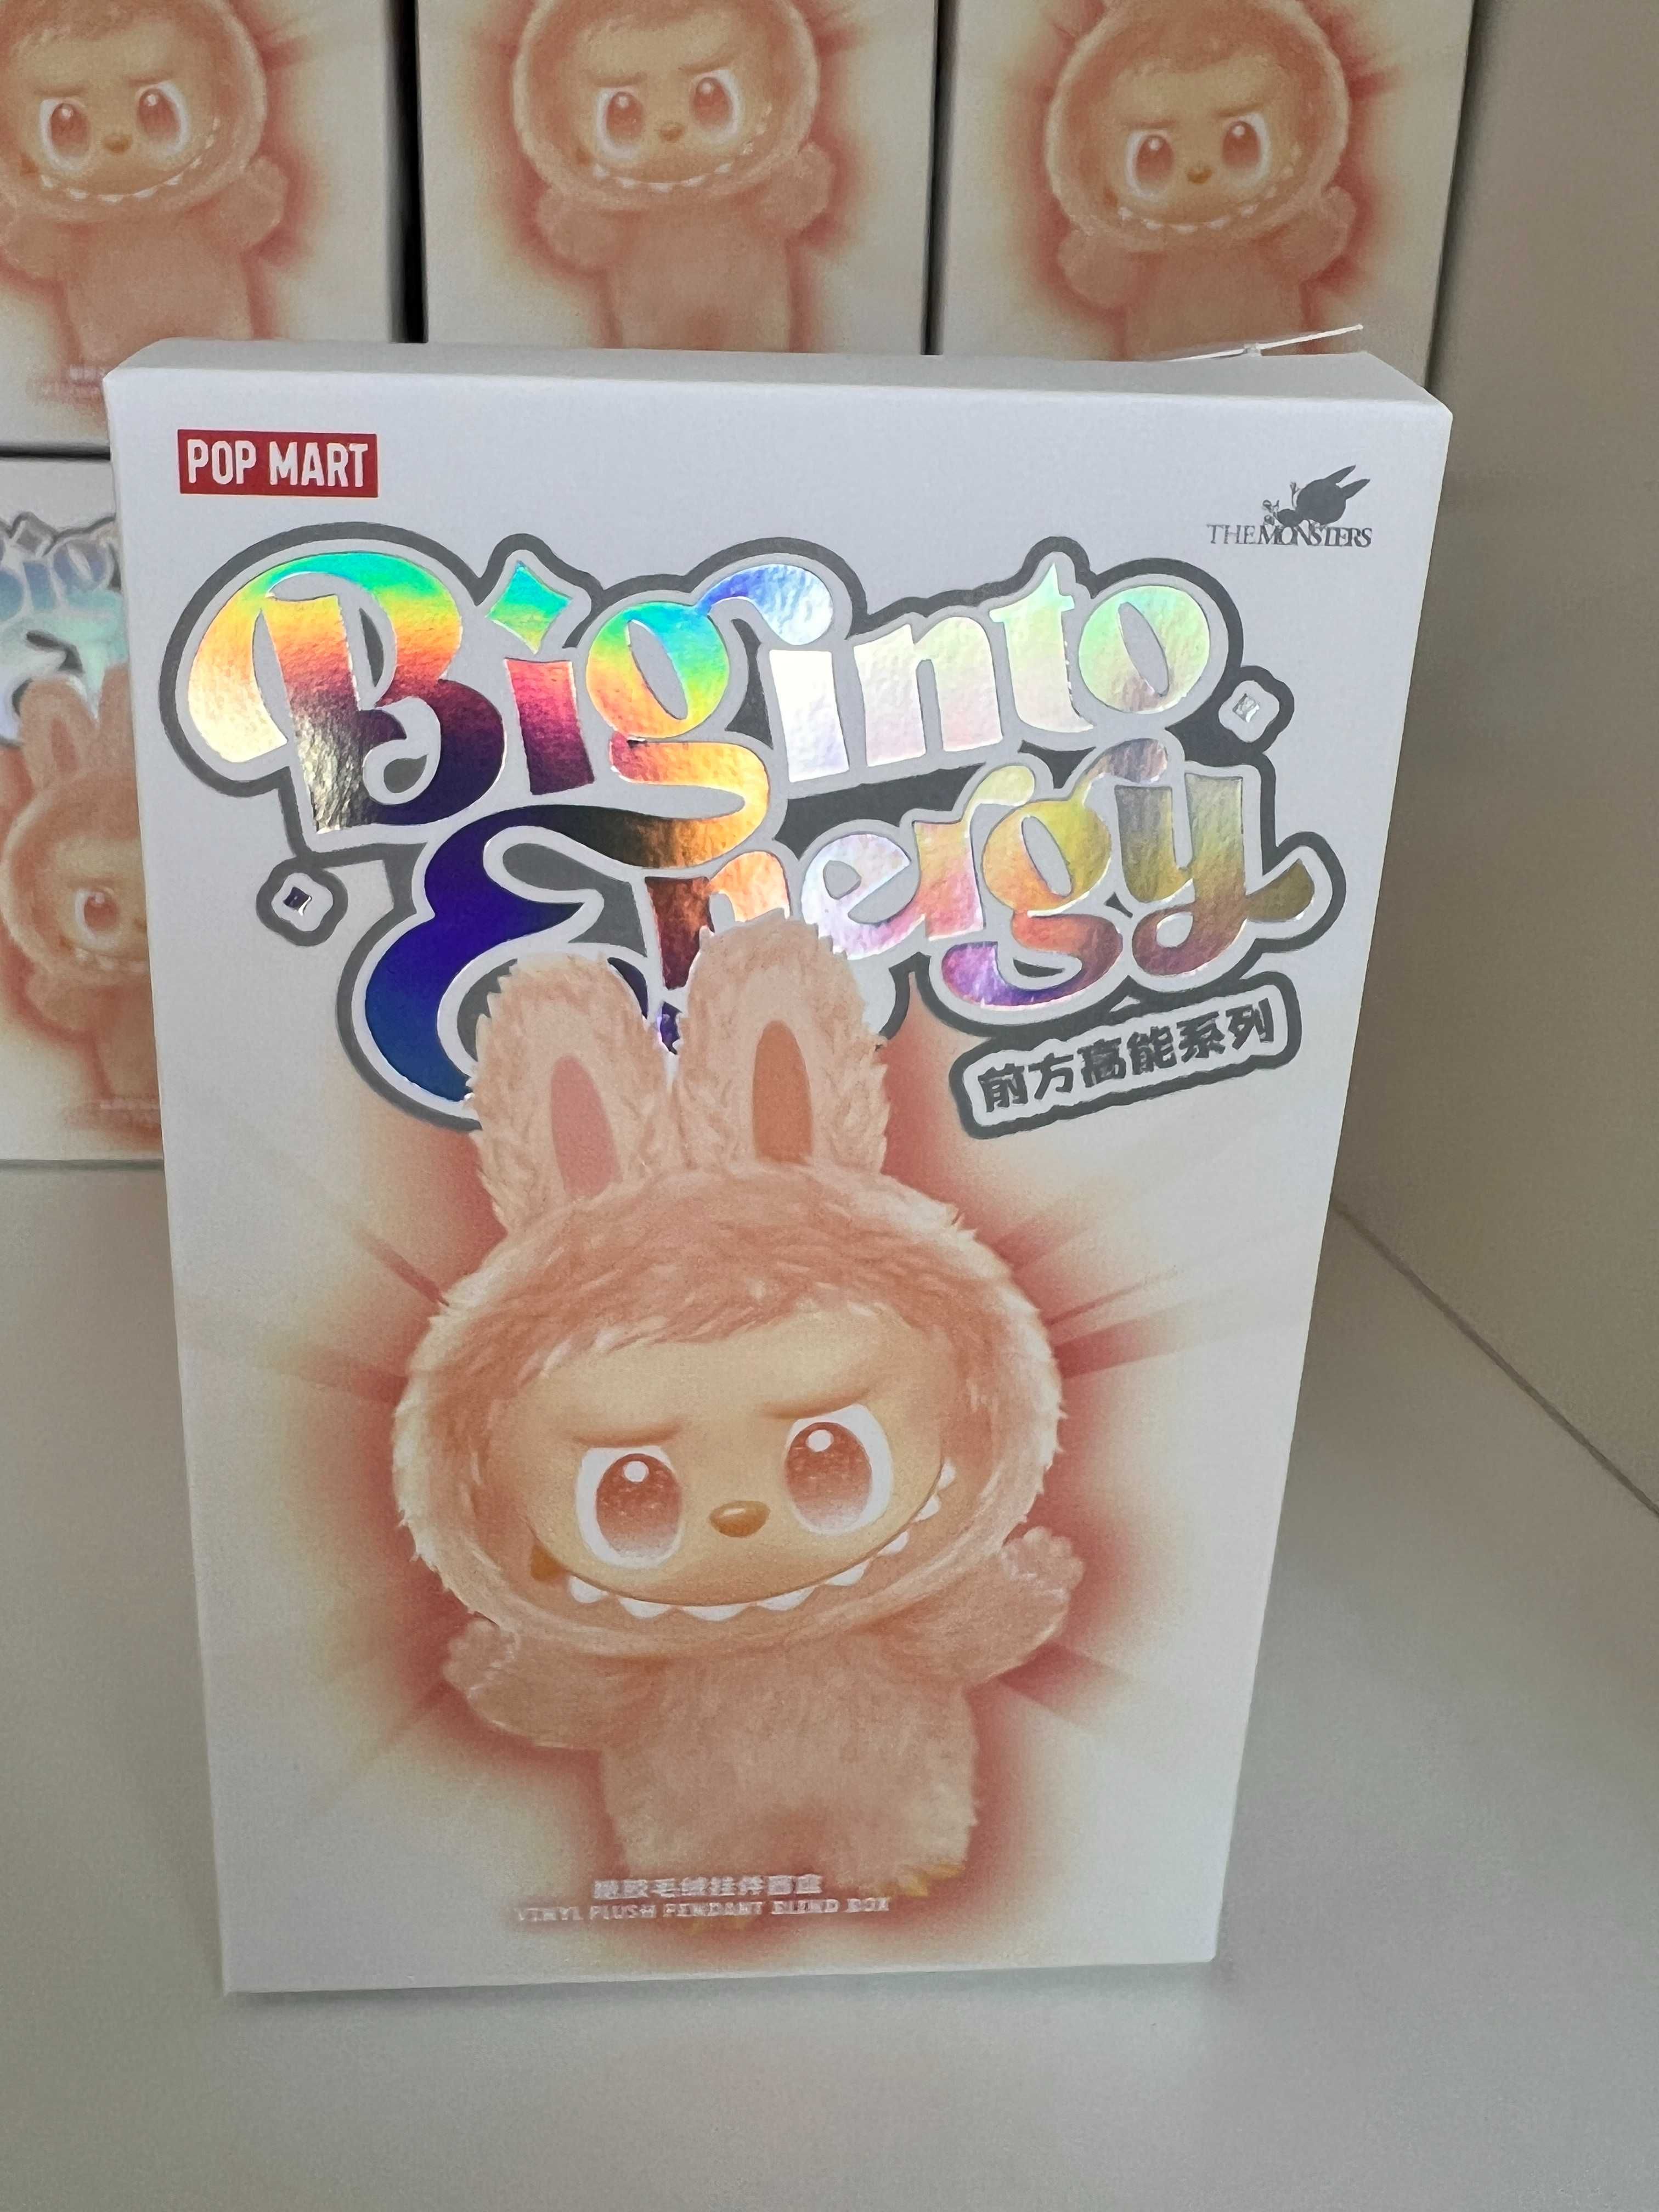 POP MART
THE MONSTERS
Big into
Energy
前方高能系列
搪胶毛绒挂件盲盒
VINYL PLUSH PENDANT BLIND BOX
Big